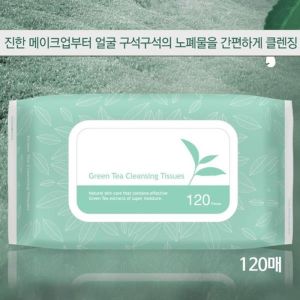 진한 메이크업부터 얼굴 구석구석의 노폐물을 간편하게 클렌징
Green Tea Cleansing Tissues
Natural skin care that contains effective
Green Tea extracts of super moisture.
120 Tissues
120매